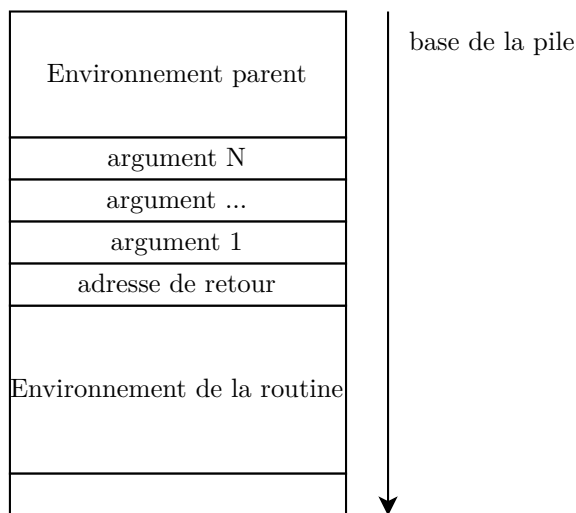 base de la pile
Environnement parent
argument N
argument ...
argument 1
adresse de retour
Environnement de la routine